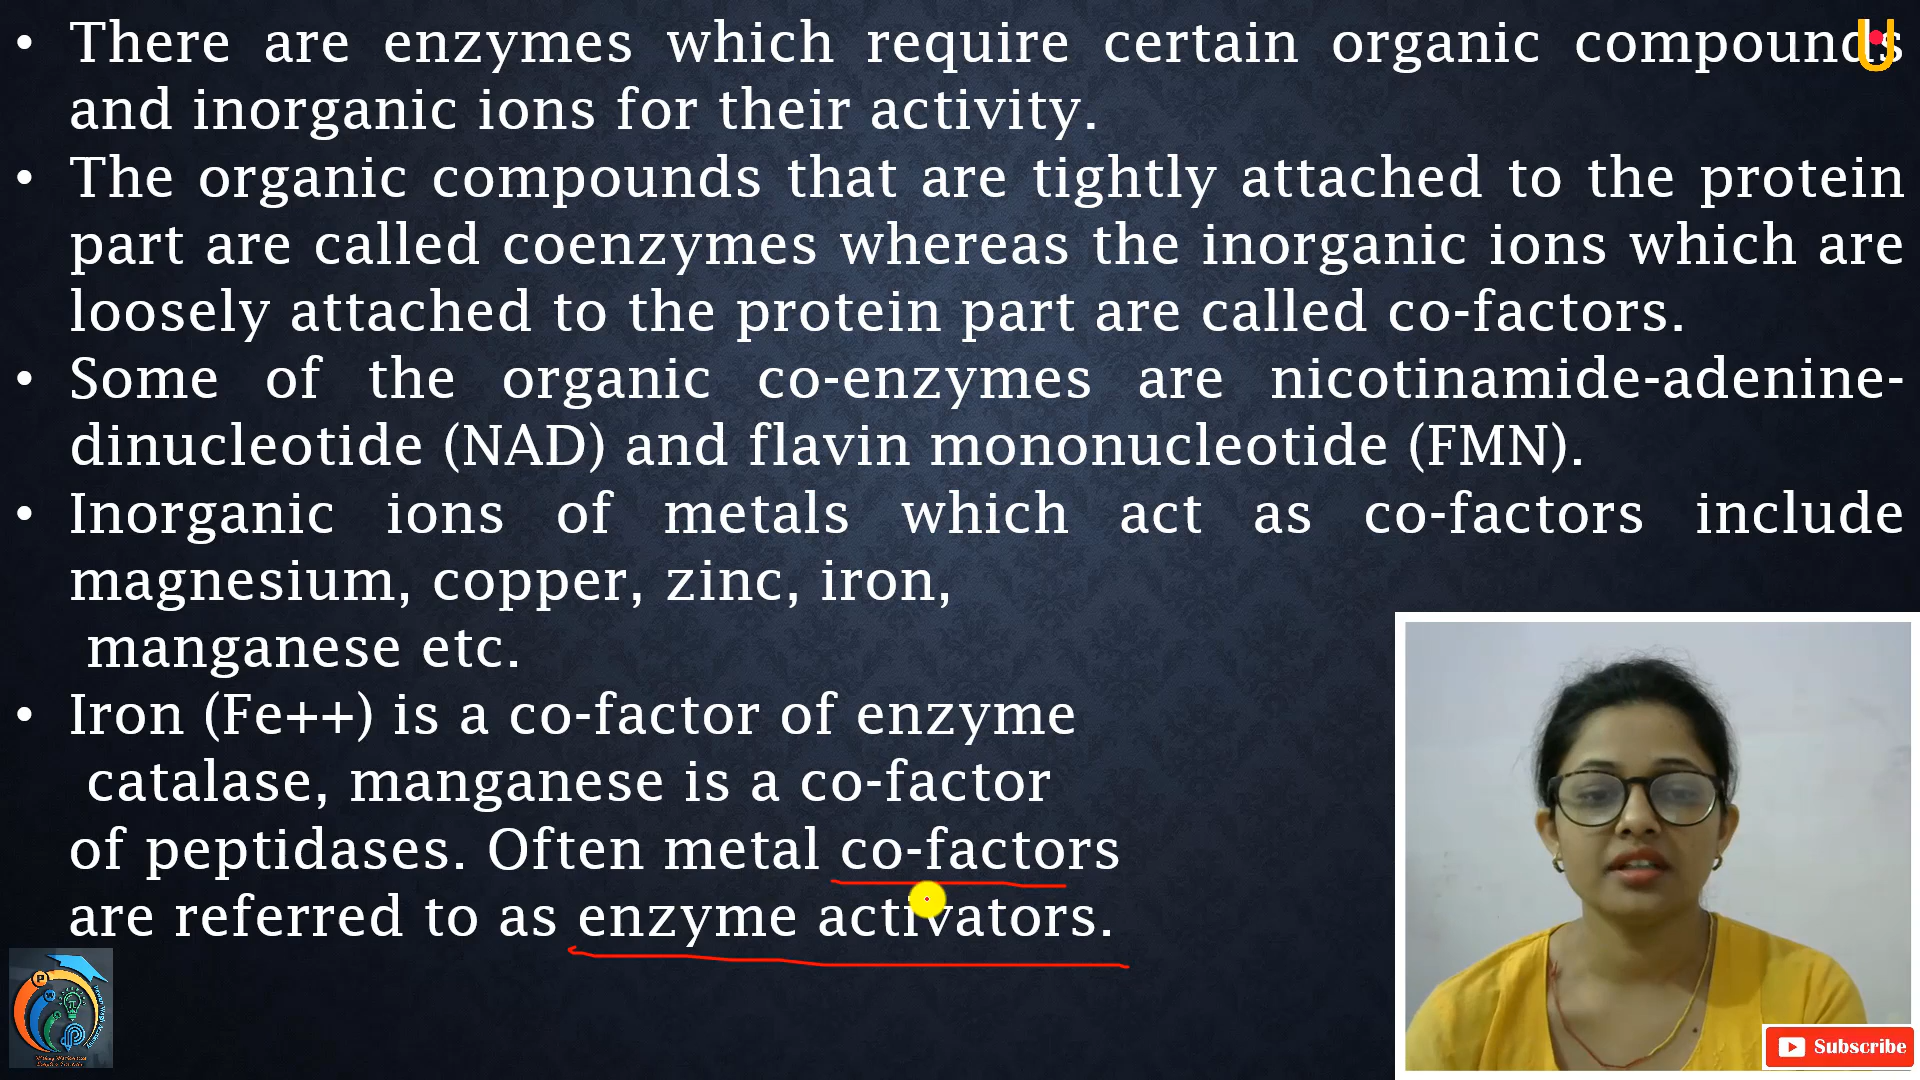 • There are enzymes which require certain organic compounds
and inorganic ions for their activity.
• The organic compounds that are tightly attached to the protein
part are called coenzymes whereas the inorganic ions which are
loosely attached to the protein part are called co-factors.
• Some of the organic co-enzymes are nicotinamide-adenine-
dinucleotide (NAD) and flavin mononucleotide (FMN).
• Inorganic ions of metals which act as co-factors include
magnesium, copper, zinc, iron,
manganese etc.
• Iron (Fe++) is a co-factor of enzyme
catalase, manganese is a co-factor
of peptidases. Often metal co-factors
are referred to as enzyme activators.
Subscribe